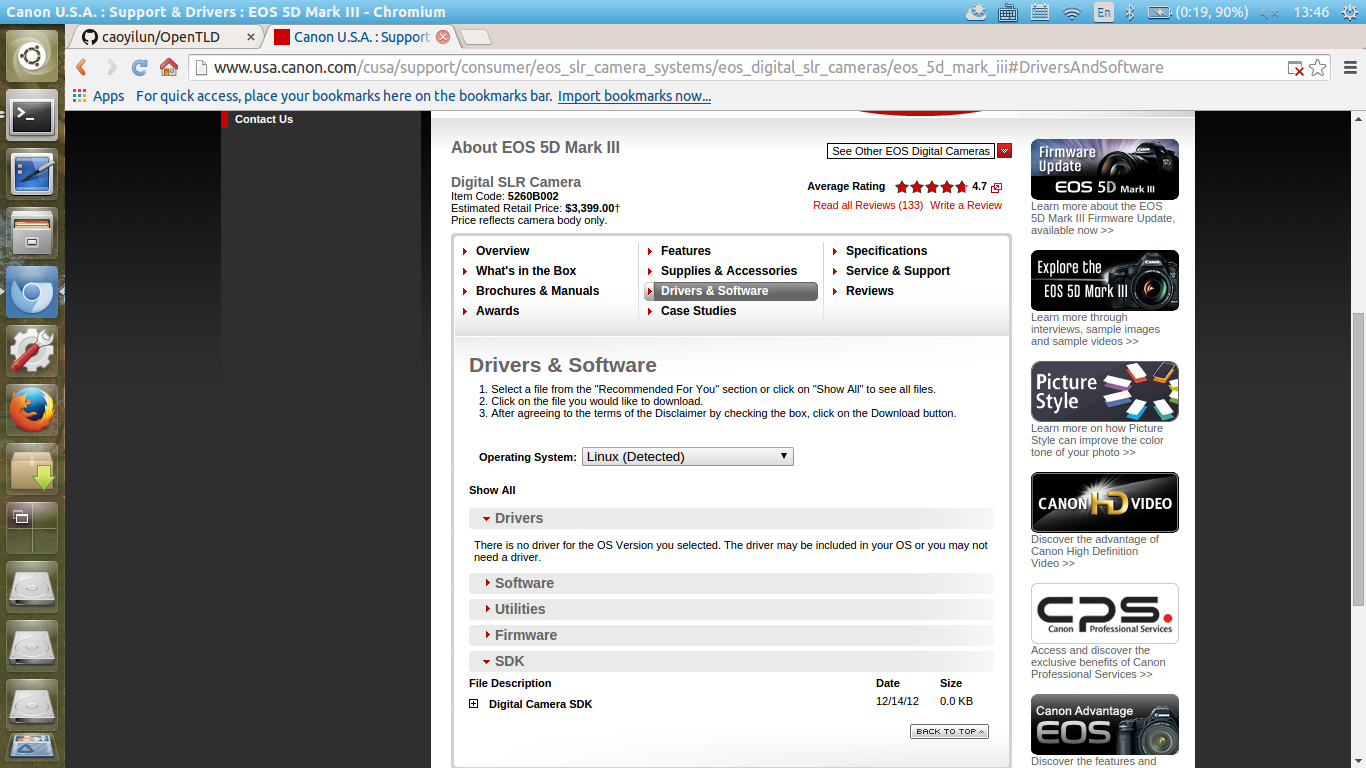 Canon U.S.A. : Support & Drivers : EOS 5D Mark III - Chromium
En
(0:19, 90%)
13:46
caoyilun/OpenTLD
Canon U.S.A. : Support
www.usa.canon.com/cusa/support/consumer/eos_slr_camera_systems/eos_digital_slr_cameras/eos_5d_mark_iii#DriversAndSoftware
Apps
For quick access, place your bookmarks here on the bookmarks bar. Import bookmarks now...
Contact Us
About EOS 5D Mark III
See Other EOS Digital Cameras
Digital SLR Camera
Item Code: 5260B002
Estimated Retail Price: $3,399.00†
Price reflects camera body only.
Average Rating
4.7
Read all Reviews (133) Write a Review
Overview
What's in the Box
Brochures & Manuals
Awards
Features
Supplies & Accessories
Drivers & Software
Case Studies
Specifications
Service & Support
Reviews
Drivers & Software
1. Select a file from the "Recommended For You" section or click on "Show All" to see all files.
2. Click on the file you would like to download.
3. After agreeing to the terms of the Disclaimer by checking the box, click on the Download button.
Operating System: Linux (Detected)
Show All
Drivers
There is no driver for the OS Version you selected. The driver may be included in your OS or you may not
need a driver.
Software
Utilities
Firmware
SDK
File Description Date Size
Digital Camera SDK 12/14/12 0.0 KB
BACK TO TOP
Firmware
Update
EOS 5D Mark III
Learn more about the EOS
5D Mark III Firmware Update,
available now >>
Explore the
EOS 5D Mark III
Learn more through
interviews, sample images
and sample videos >>
Picture
Style
Learn more on how Picture
Style can improve the color
tone of your photo >>
CANON HD VIDEO
Discover the advantage of
Canon High Definition
Video >>
CPS.
Canon Professional Services
Access and discover the
exclusive benefits of Canon
Professional Services >>
Canon Advantage
EOS
Discover the features and